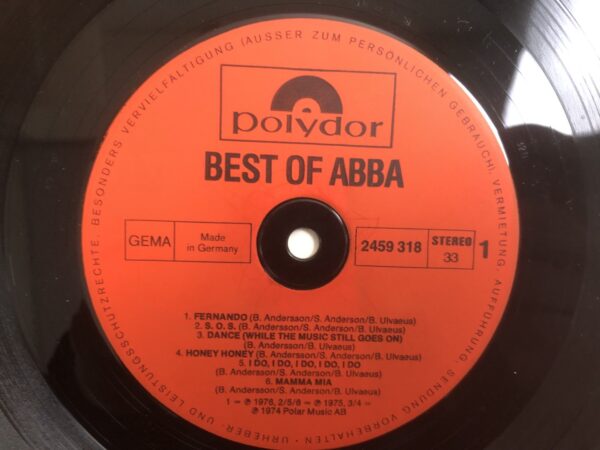 UND LEISTUNGSSCHUTZRECHTE, BESONDERS VERVIELFÄLTIGUNG (AUSSER ZUM PERSÖNLICHEN GEBRAUCH), VERMIETUNG, AUFFÜHRUNG, SENDUNG VORBEHALTEN - URHEBER-
polydor
BEST OF ABBA
GEMA
Made
in Germany
2459 318
STEREO
33
1
1. FERNANDO (B. Andersson/S. Anderson/B. Ulvaeus)
2. S. O. S. (B. Andersson/S. Anderson/B. Ulvaeus)
3. DANCE (WHILE THE MUSIC STILL GOES ON)
(B. Andersson/B. Ulvaeus)
4. HONEY HONEY (B. Andersson/S. Anderson/B. Ulvaeus)
5. I DO, I DO, I DO, I DO, I DO
(B. Andersson/S. Anderson/B. Ulvaeus)
6. MAMMA MIA
(B. Andersson/S. Anderson/B. Ulvaeus)
1 = ℗ 1976, 2/5/6 = ℗ 1975, 3/4 =
℗ 1974 Polar Music AB